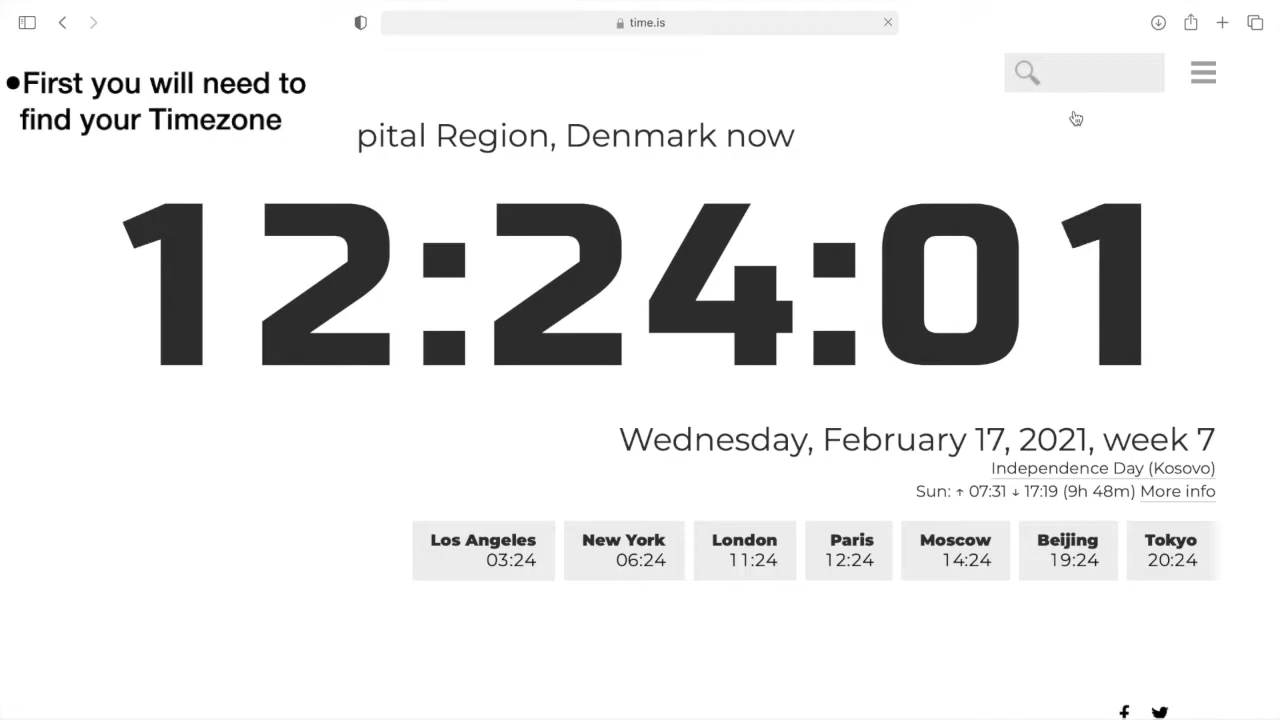 time.is
•First you will need to
find your Timezone
pital Region, Denmark now
12:24:01
Wednesday, February 17, 2021, week 7
Independence Day (Kosovo)
Sun: ↑ 07:31 ↓ 17:19 (9h 48m) More info
Los Angeles
03:24
New York
06:24
London
11:24
Paris
12:24
Moscow
14:24
Beijing
19:24
Tokyo
20:24